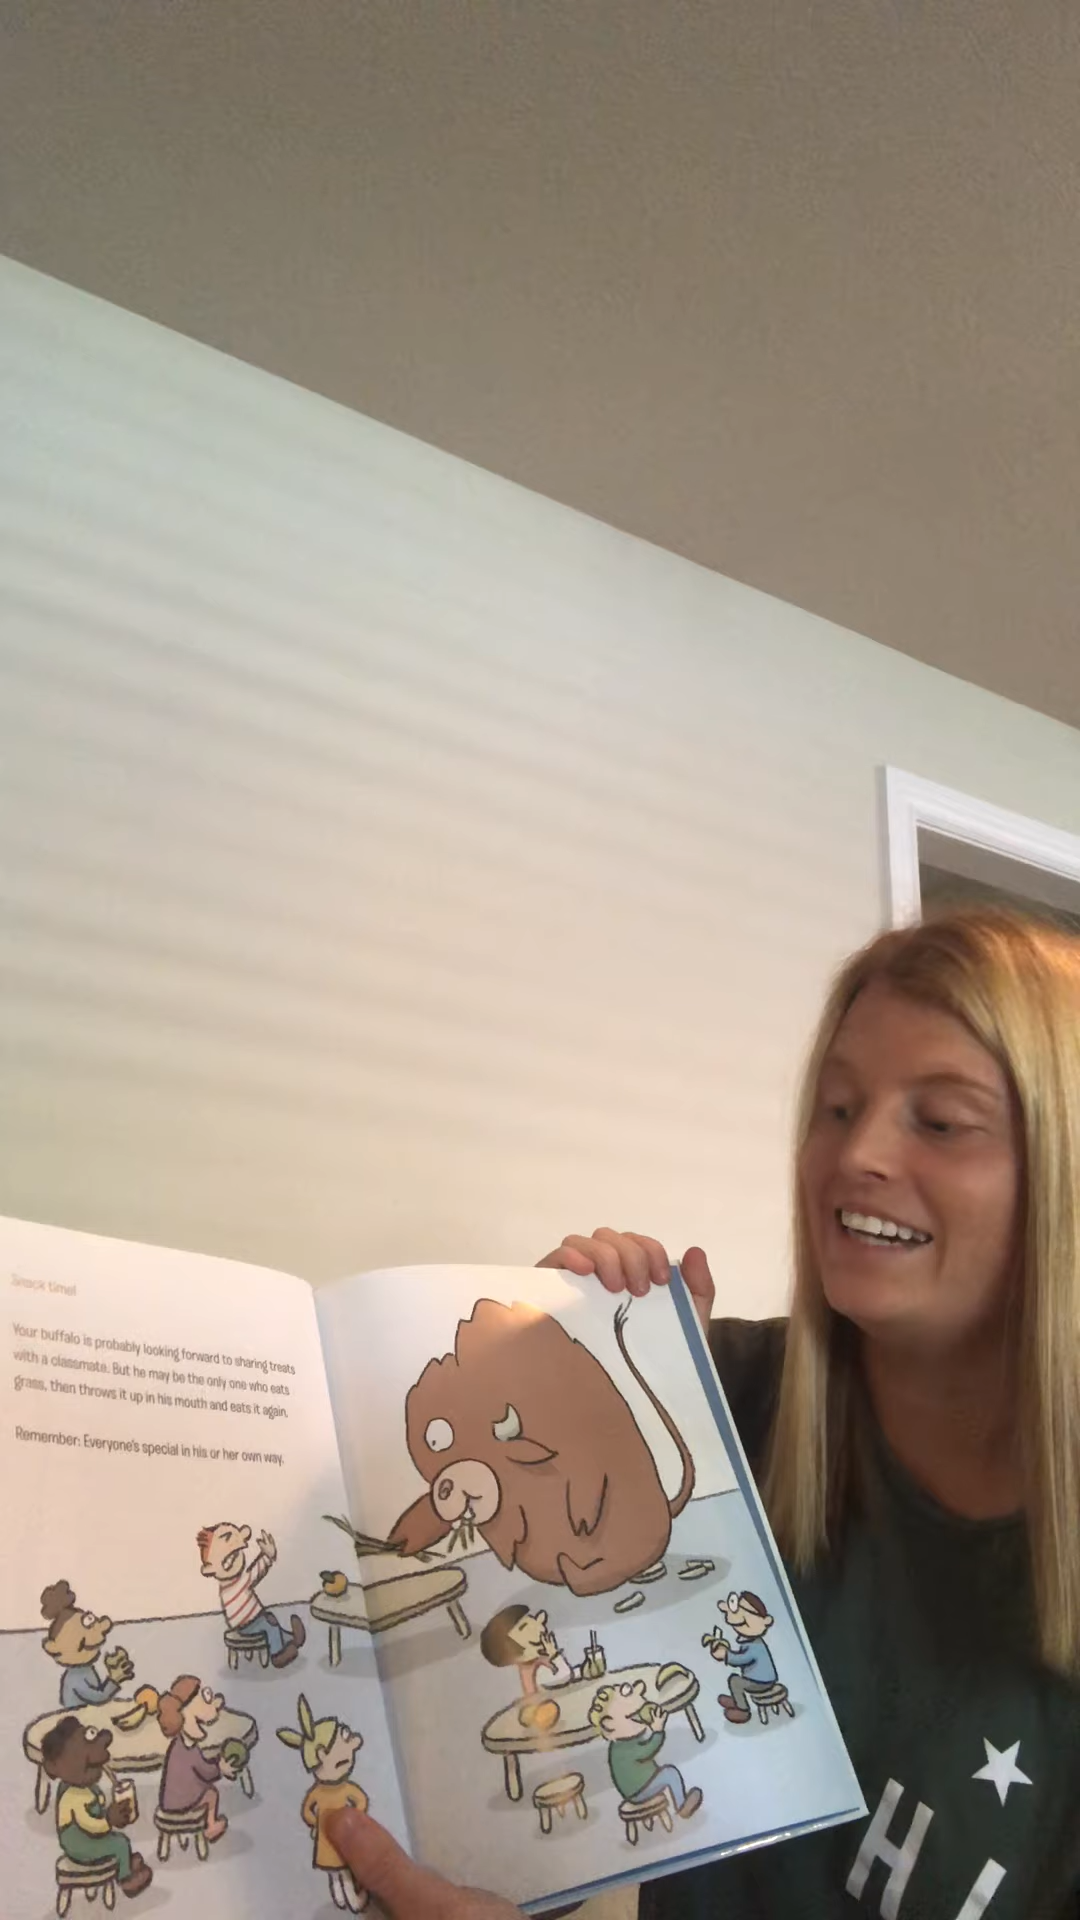 Snack time!
Your buffalo is probably looking forward to sharing treats
with a classmate. But he may be the only one who eats
grass, then throws it up in his mouth and eats it again.
Remember: Everyone's special in his or her own way.
H